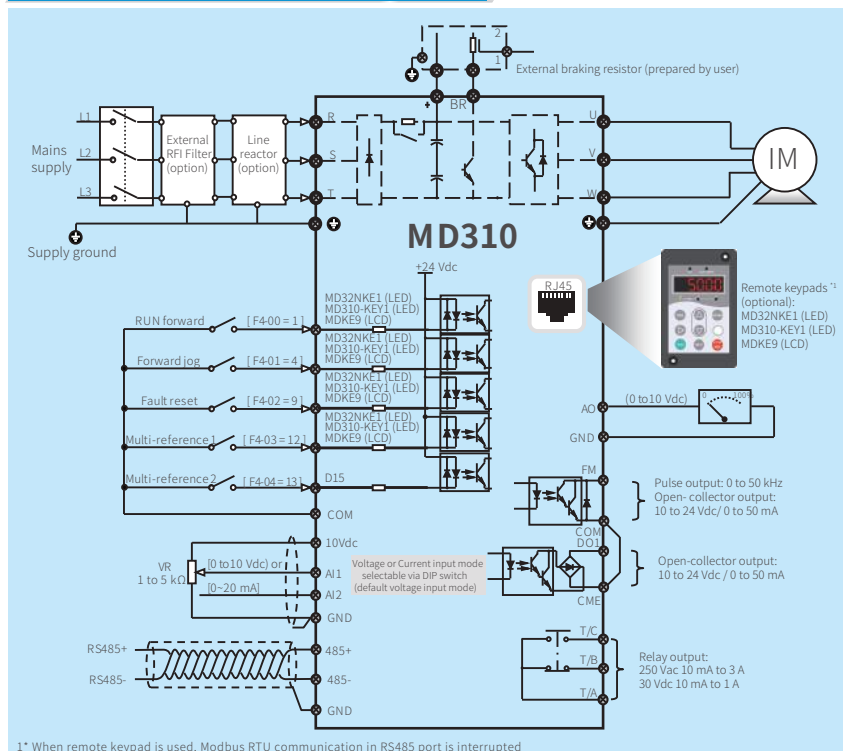 2
1
External braking resistor (prepared by user)
+
BR
L1
L2
L3
Mains
supply
External
RFI Filter
(option)
Line
reactor
(option)
R
S
T
U
V
W
IM
Supply ground
MD310
+24 Vdc
RJ45
5000
Remote keypads *1
(optional):
MD32NKE1 (LED)
MD310-KEY1 (LED)
MDKE9 (LCD)
RUN forward
[ F4-00 = 1 ]
MD32NKE1 (LED)
MD310-KEY1 (LED)
MDKE9 (LCD)
Forward jog
[ F4-01 = 4 ]
MD32NKE1 (LED)
MD310-KEY1 (LED)
MDKE9 (LCD)
Fault reset
[ F4-02 = 9 ]
MD32NKE1 (LED)
MD310-KEY1 (LED)
MDKE9 (LCD)
Multi-reference 1
[ F4-03 = 12 ]
MD32NKE1 (LED)
MD310-KEY1 (LED)
MDKE9 (LCD)
Multi-reference 2
[ F4-04 = 13 ]
D15
COM
AO
(0 to10 Vdc)
0
100%
GND
FM
COM
Pulse output: 0 to 50 kHz
Open- collector output:
10 to 24 Vdc/ 0 to 50 mA
DO1
CME
Open-collector output:
10 to 24 Vdc / 0 to 50 mA
10Vdc
VR
1 to 5 kΩ
[0 to10 Vdc) or
AI1
[0~20 mA]
AI2
GND
Voltage or Current input mode
selectable via DIP switch
(default voltage input mode)
RS485+
485+
RS485-
485-
GND
T/C
T/B
T/A
Relay output:
250 Vac 10 mA to 3 A
30 Vdc 10 mA to 1 A
1* When remote keypad is used, Modbus RTU communication in RS485 port is interrupted